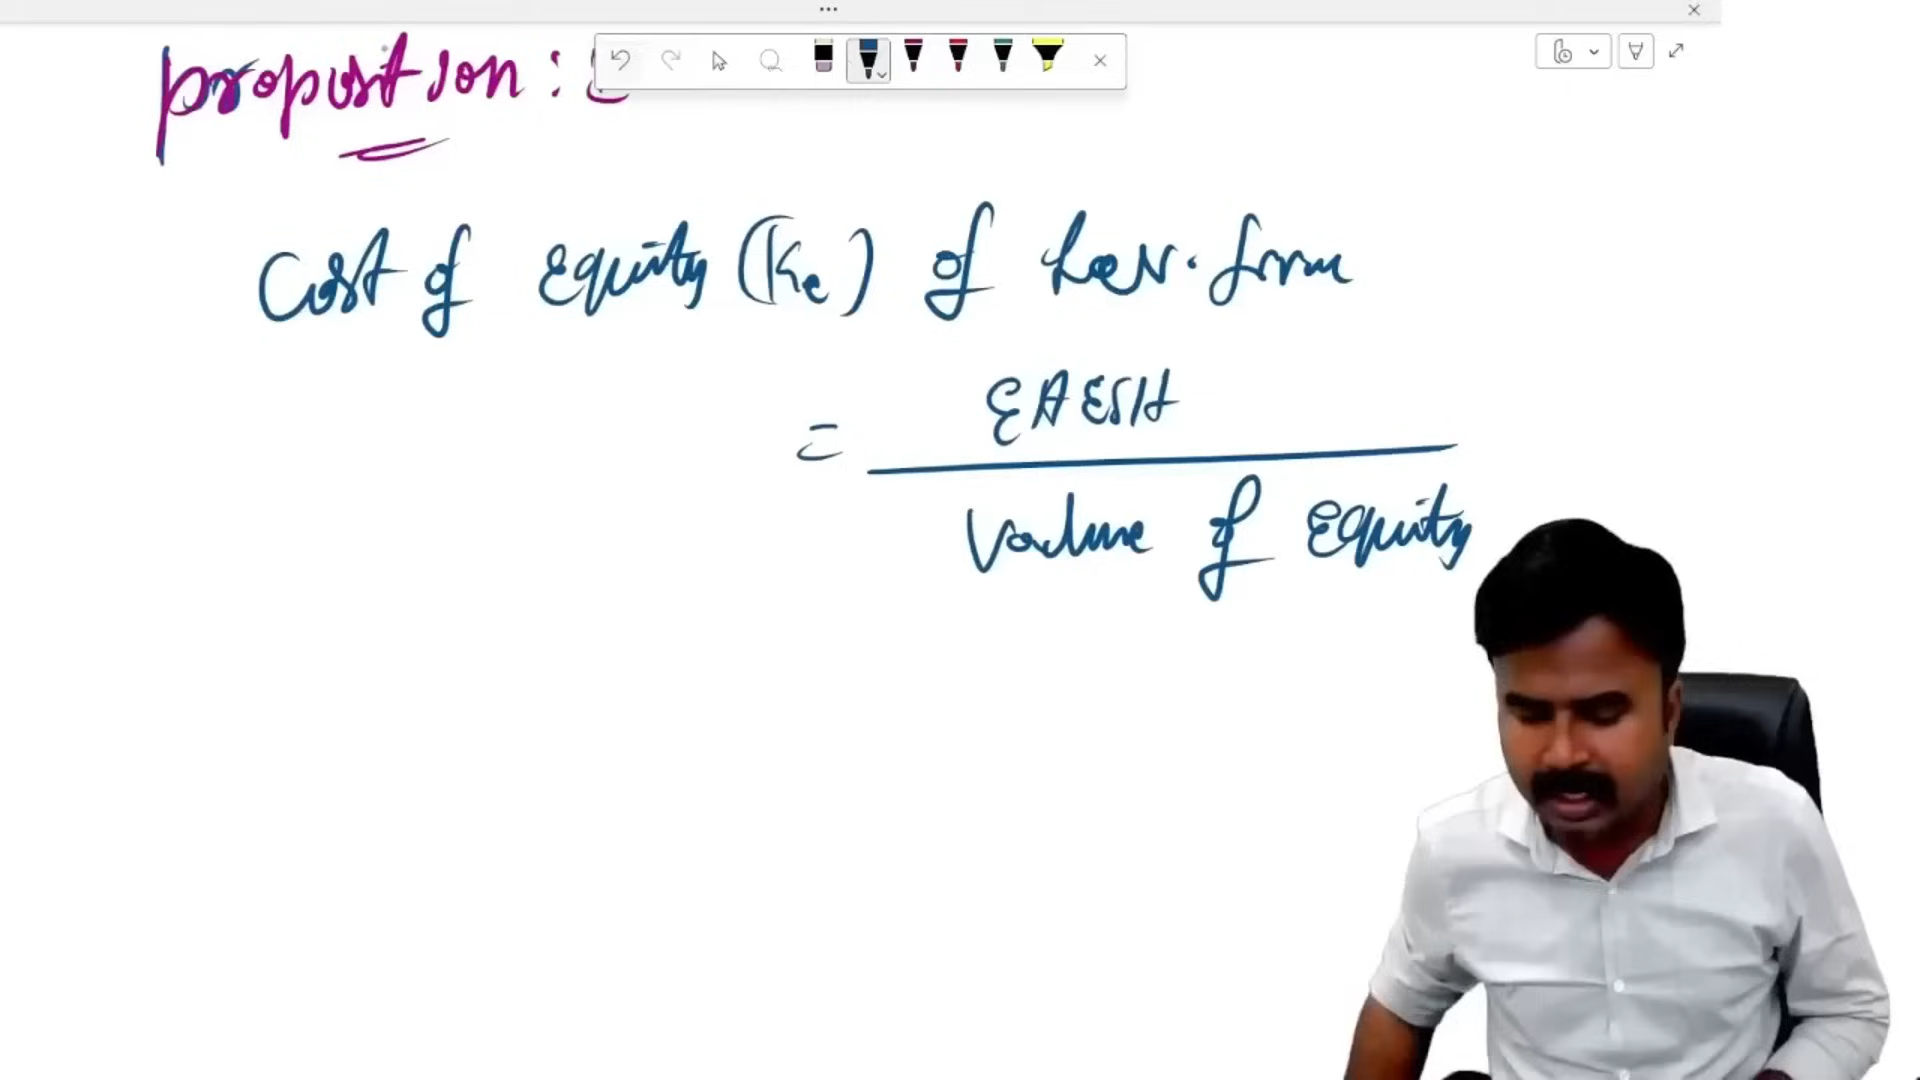 proposition :
Cost of Equity (Ke) of Lev. firm
= EAESH
Value of Equity